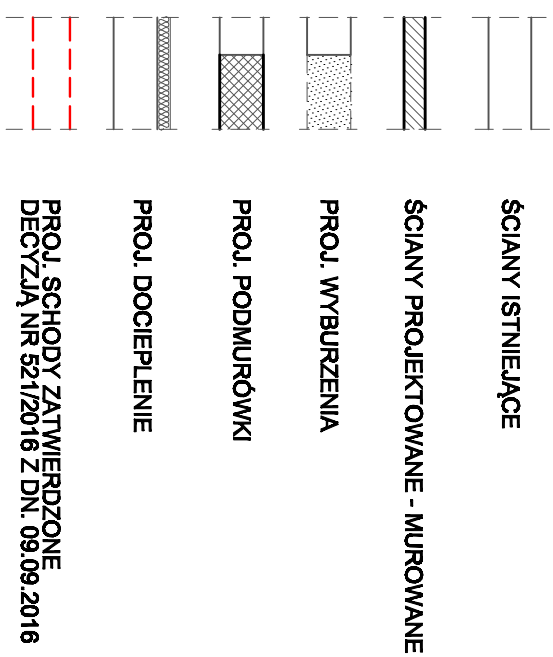 ŚCIANY ISTNIEJĄCE
ŚCIANY PROJEKTOWANE - MUROWANE
PROJ. WYBURZENIA
PROJ. PODMURÓWKI
PROJ. DOCIEPLENIE
PROJ. SCHODY ZATWIERDZONE
DECYZJĄ NR 521/2016 Z DN. 09.09.2016